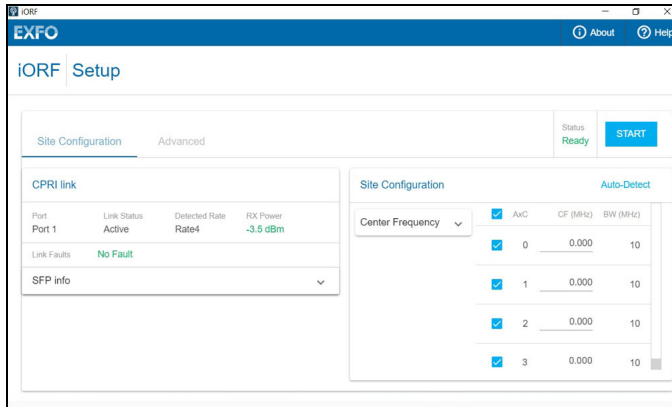 iORF
EXFO
About
Help
iORF Setup
Site Configuration
Advanced
Status
Ready
START
CPRI link
Port
Link Status
Detected Rate
RX Power
Port 1
Active
Rate4
-3.5 dBm
Link Faults
No Fault
SFP info
Site Configuration
Auto-Detect
Center Frequency
AxC CF (MHz) BW (MHz)
0 0.000 10
1 0.000 10
2 0.000 10
3 0.000 10